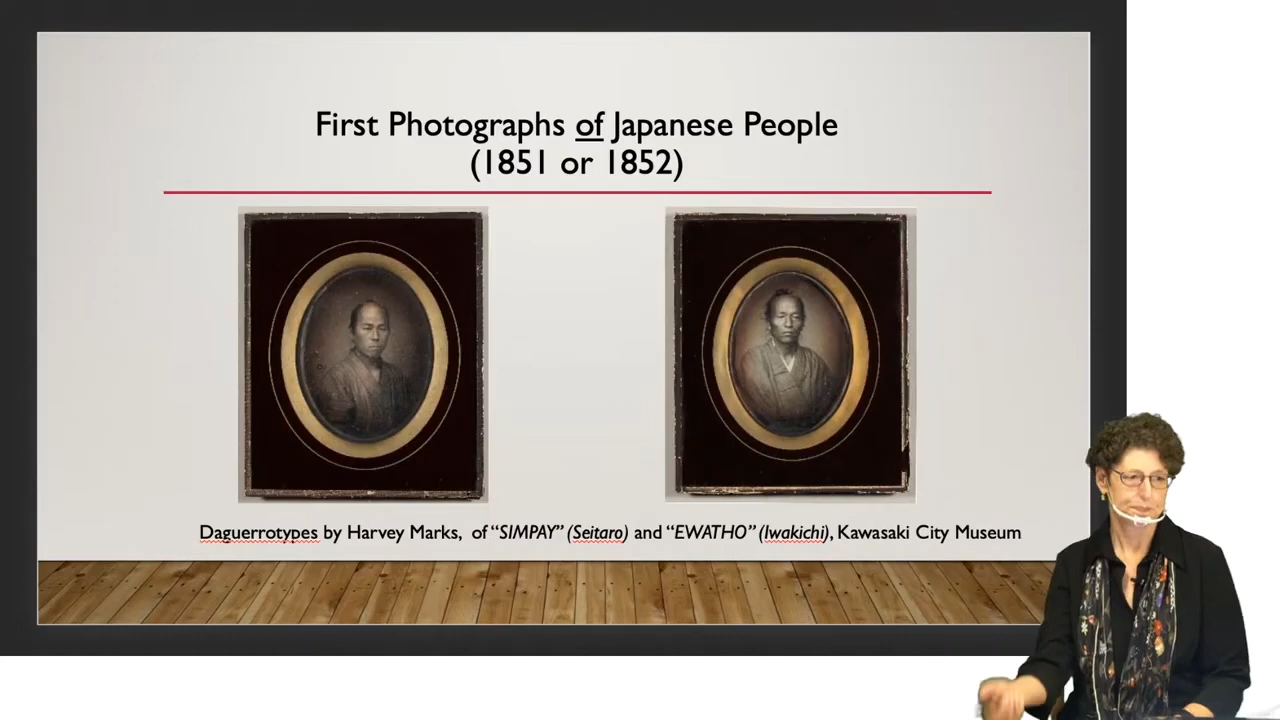 First Photographs of Japanese People
(1851 or 1852)
Daguerrotypes by Harvey Marks, of “SIMPAY” (Seitaro) and “EWATHO” (Iwakichi), Kawasaki City Museum